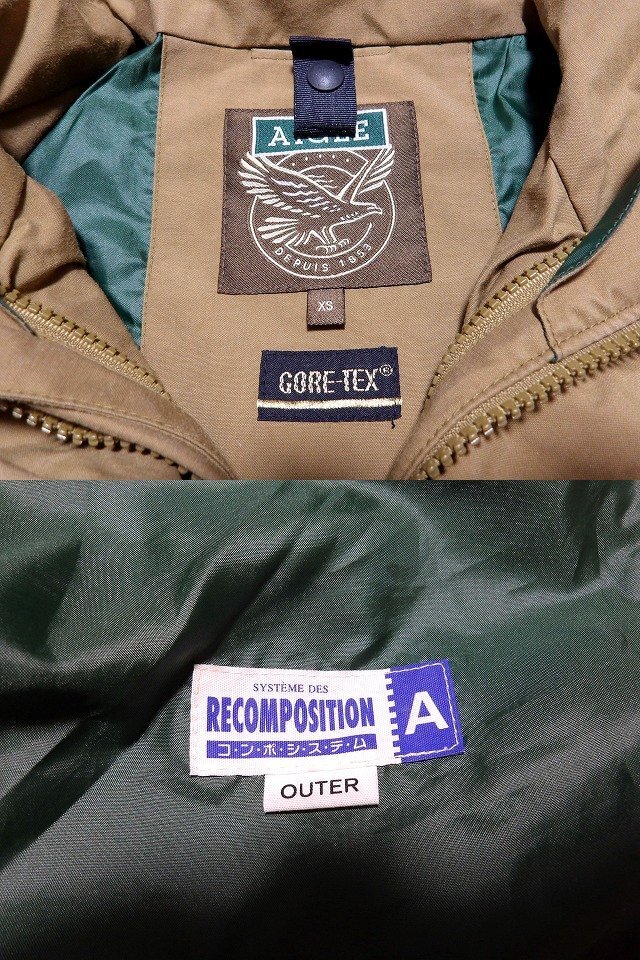 AIGLE
DEPUIS 1853
XS
GORE-TEX®
SYSTÈME DES
RECOMPOSITION
コ・ン・ポ・シ・ス・テ・ム
A
OUTER